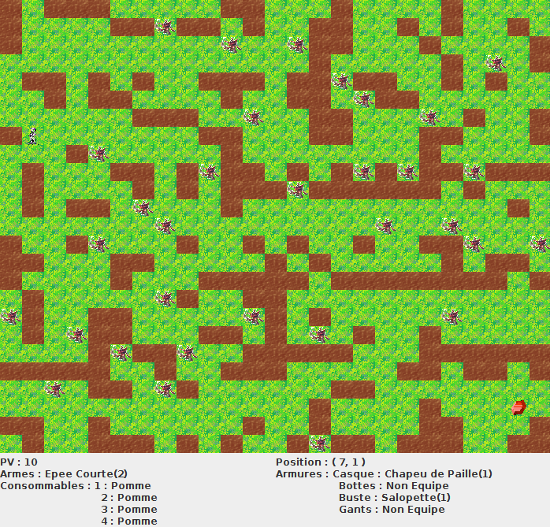 PV : 10
Position : ( 7, 1 )
Armes : Epee Courte(2)
Armures : Casque : Chapeu de Paille(1)
Consommables : 1 : Pomme
Bottes : Non Equipe
2 : Pomme
Buste : Salopette(1)
3 : Pomme
Gants : Non Equipe
4 : Pomme